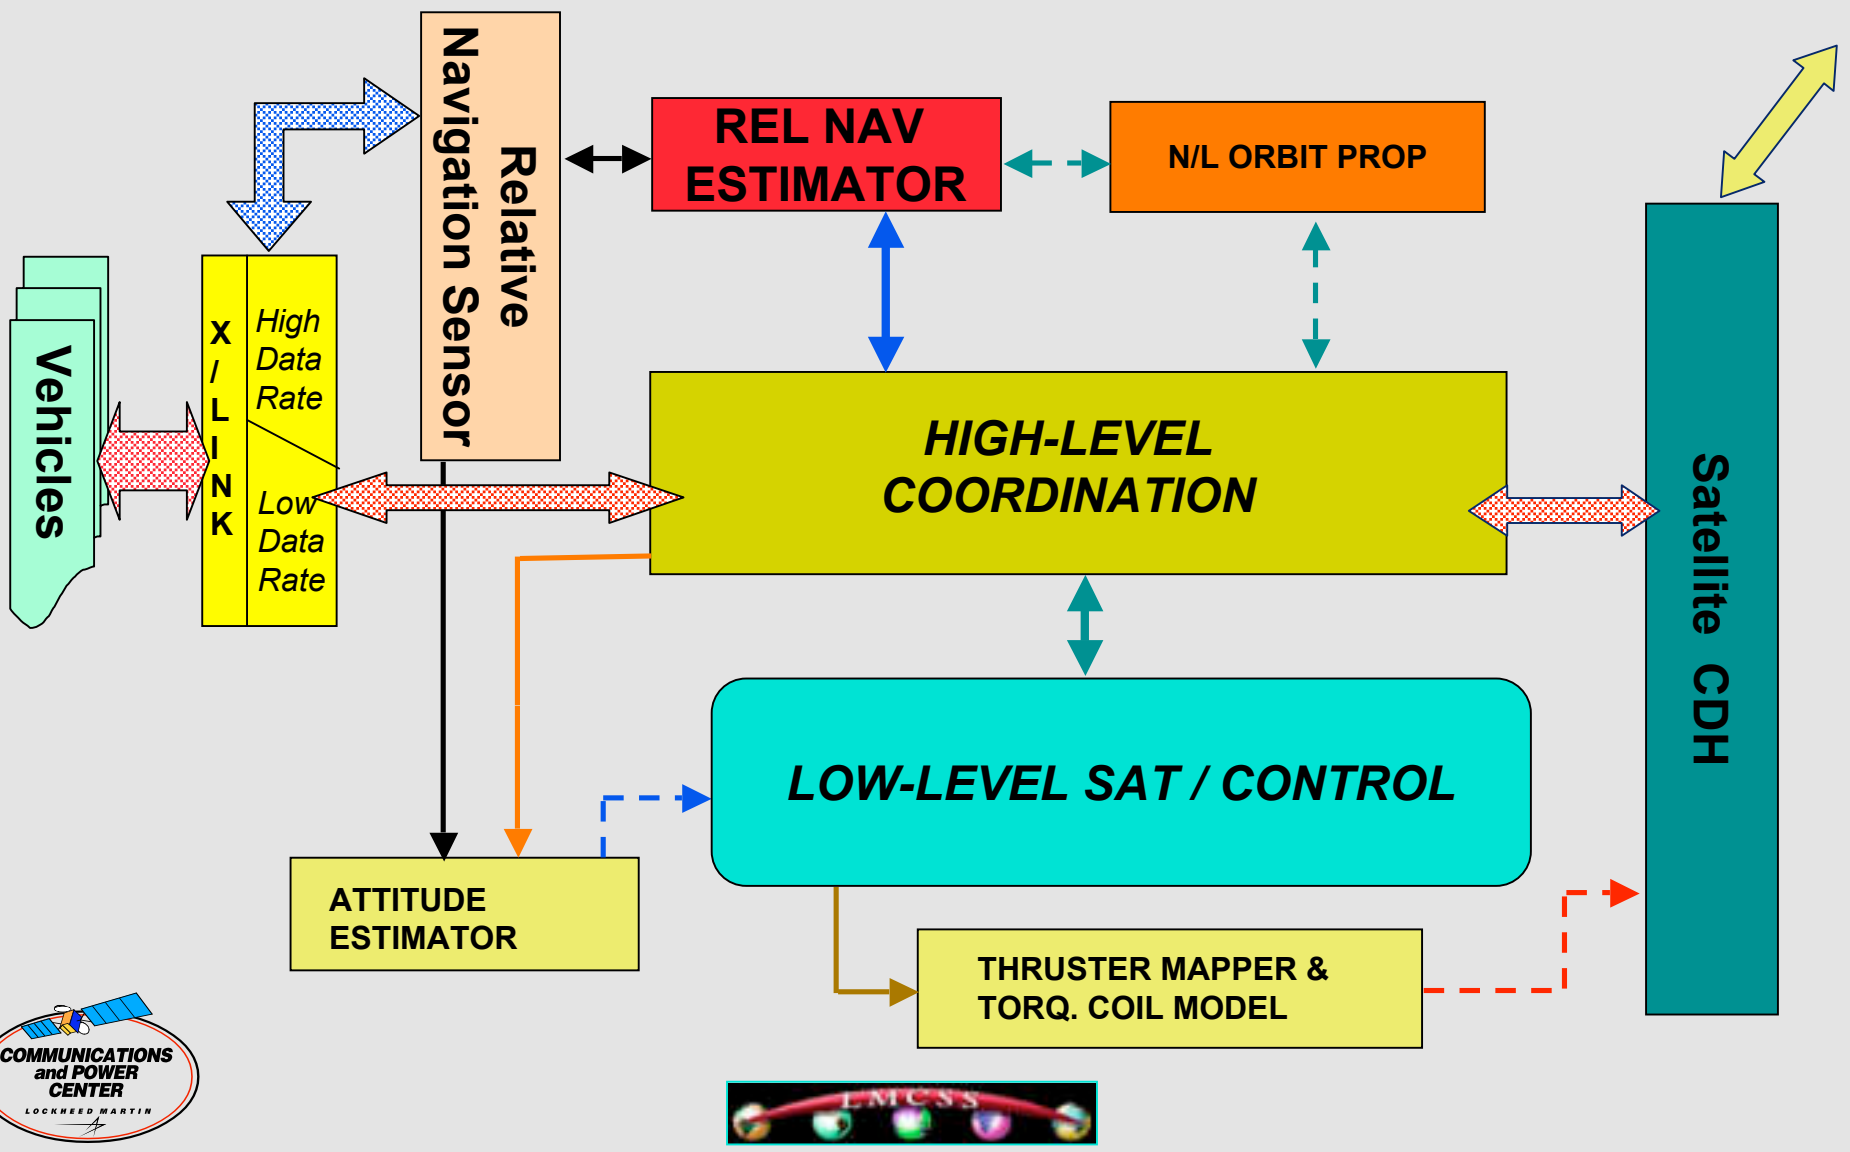 Relative
Navigation Sensor
REL NAV
ESTIMATOR
N/L ORBIT PROP
Vehicles
X
/
L
I
N
K
High
Data
Rate
Low
Data
Rate
HIGH-LEVEL
COORDINATION
Satellite CDH
LOW-LEVEL SAT / CONTROL
ATTITUDE
ESTIMATOR
THRUSTER MAPPER &
TORQ. COIL MODEL
COMMUNICATIONS
and POWER
CENTER
LOCKHEED MARTIN
LMCSS